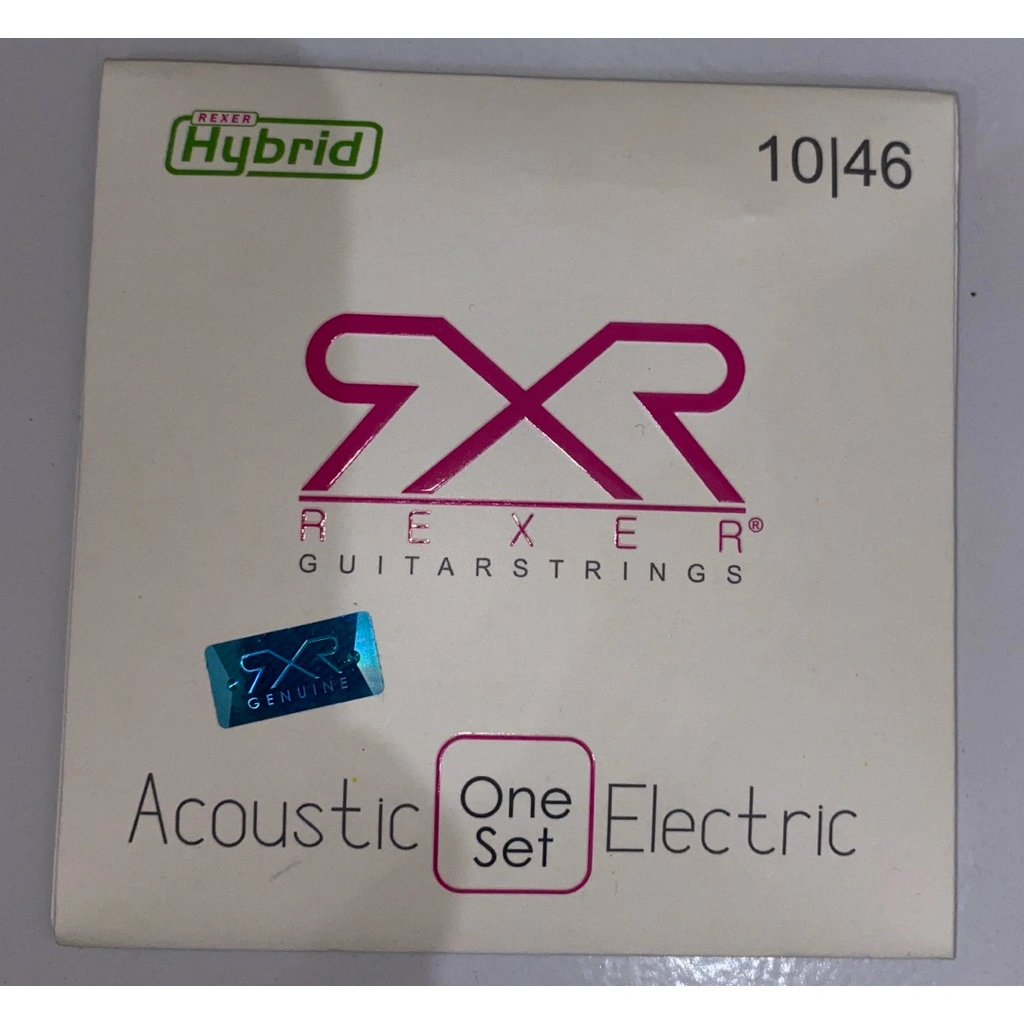 REXER
Hybrid
10|46
RXR
REXER®
GUITARSTRINGS
RXR
GENUINE
Acoustic One Set Electric